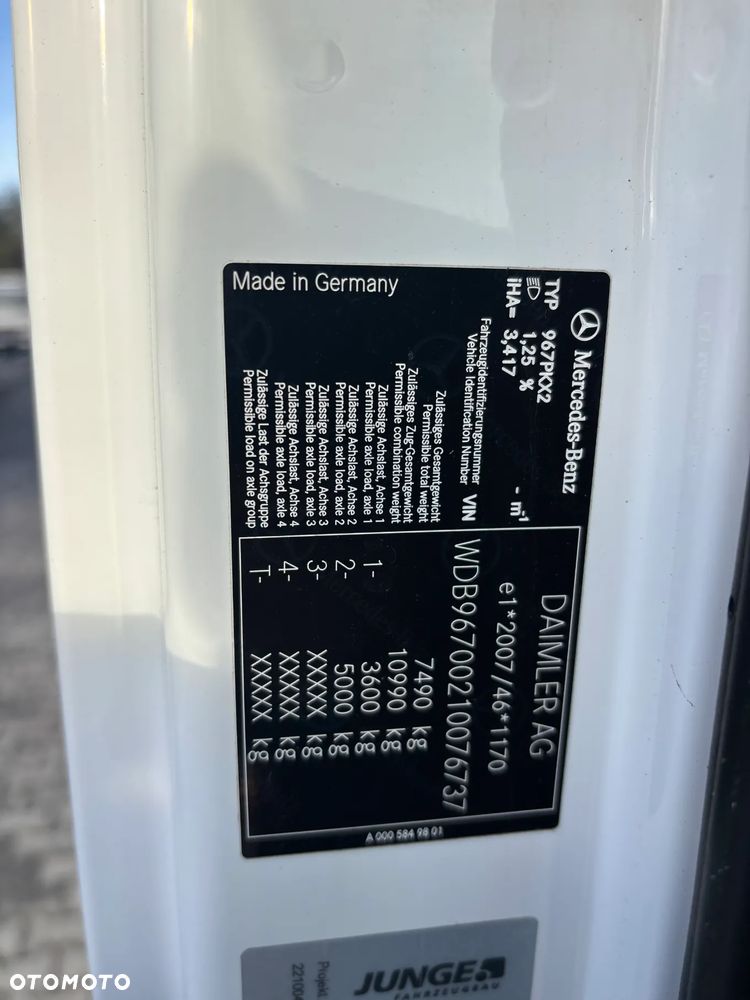 Mercedes-Benz
TYP 967PKX2
1,25 % - m-1
iHA= 3,417
DAIMLER AG
e1*2007/46*1170
Fahrzeugidentifizierungsnummer
Vehicle Identification Number VIN WDB96700210076737
Zulässiges Gesamtgewicht
Permissible total weight 7490 kg
Zulässiges Zug-Gesamtgewicht
Permissible combination weight 10990 kg
Zulässige Achslast, Achse 1
Permissible axle load, axle 1 1- 3600 kg
Zulässige Achslast, Achse 2
Permissible axle load, axle 2 2- 5000 kg
Zulässige Achslast, Achse 3
Permissible axle load, axle 3 3- XXXXX kg
Zulässige Achslast, Achse 4
Permissible axle load, axle 4 4- XXXXX kg
Zulässige Last der Achsgruppe
Permissible load on axle group T- XXXXX kg
Made in Germany
A 000 584 98 01
JUNGE
FAHRZEUGBAU
OTOMOTO